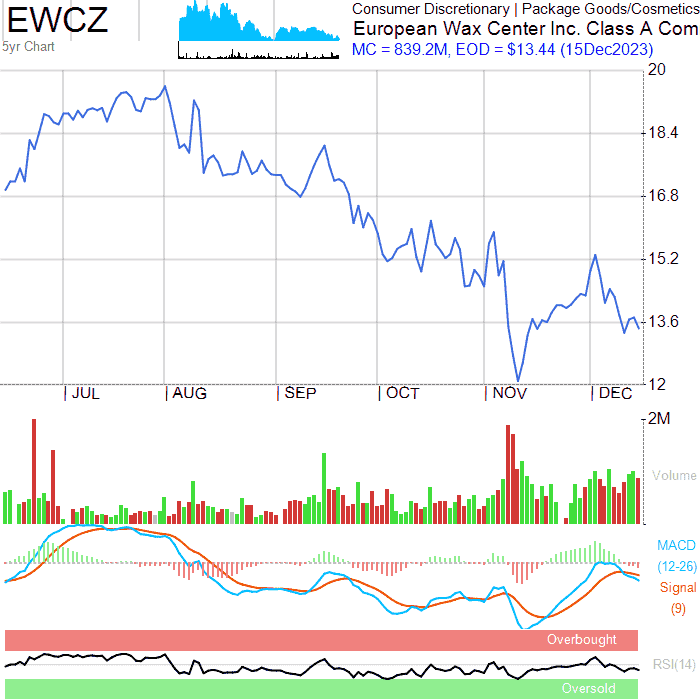 EWCZ
5yr Chart
Consumer Discretionary | Package Goods/Cosmetics
European Wax Center Inc. Class A Com
MC = 839.2M, EOD = $13.44 (15Dec2023)
20
18.4
16.8
15.2
13.6
12
JUL AUG SEP OCT NOV DEC
2M
Volume
MACD
(12-26)
Signal
(9)
Overbought
RSI(14)
Oversold